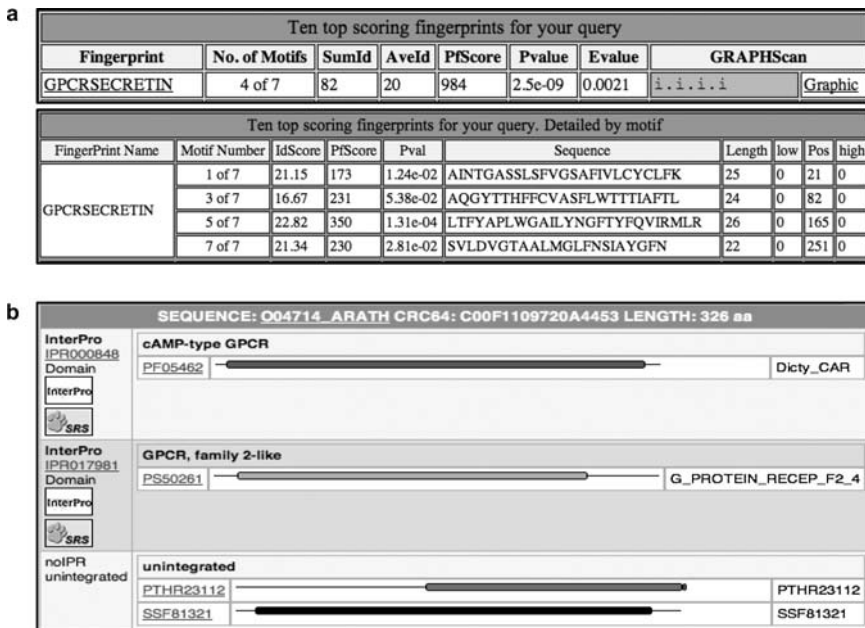 a
Ten top scoring fingerprints for your query
Fingerprint No. of Motifs SumId AveId PfScore Pvalue Evalue GRAPHScan
GPCRSECRETIN 4 of 7 82 20 984 2.5e-09 0.0021 i.i.i.i Graphic
Ten top scoring fingerprints for your query. Detailed by motif
FingerPrint Name Motif Number IdScore PfScore Pval Sequence Length low Pos high
GPCRSECRETIN
1 of 7 21.15 173 1.24e-02 AINTGASSLSFVGSAFIVLCYCLFK 25 0 21 0
3 of 7 16.67 231 5.38e-02 AQGYTTHFFCVASFLWTTTIAFTL 24 0 82 0
5 of 7 22.82 350 1.31e-04 LTFYAPLWGAILYNGFTYFQVIRMLR 26 0 165 0
7 of 7 21.34 230 2.81e-02 SVLDVGTAALMGLFNSIAYGFN 22 0 251 0
b
SEQUENCE: O04714_ARATH CRC64: C00F1109720A4453 LENGTH: 326 aa
InterPro
IPR000848
Domain
InterPro
SRS
cAMP-type GPCR
PF05462 Dicty_CAR
InterPro
IPR017981
Domain
InterPro
SRS
GPCR, family 2-like
PS50261 G_PROTEIN_RECEP_F2_4
noIPR
unintegrated
unintegrated
PTHR23112 PTHR23112
SSF81321 SSF81321